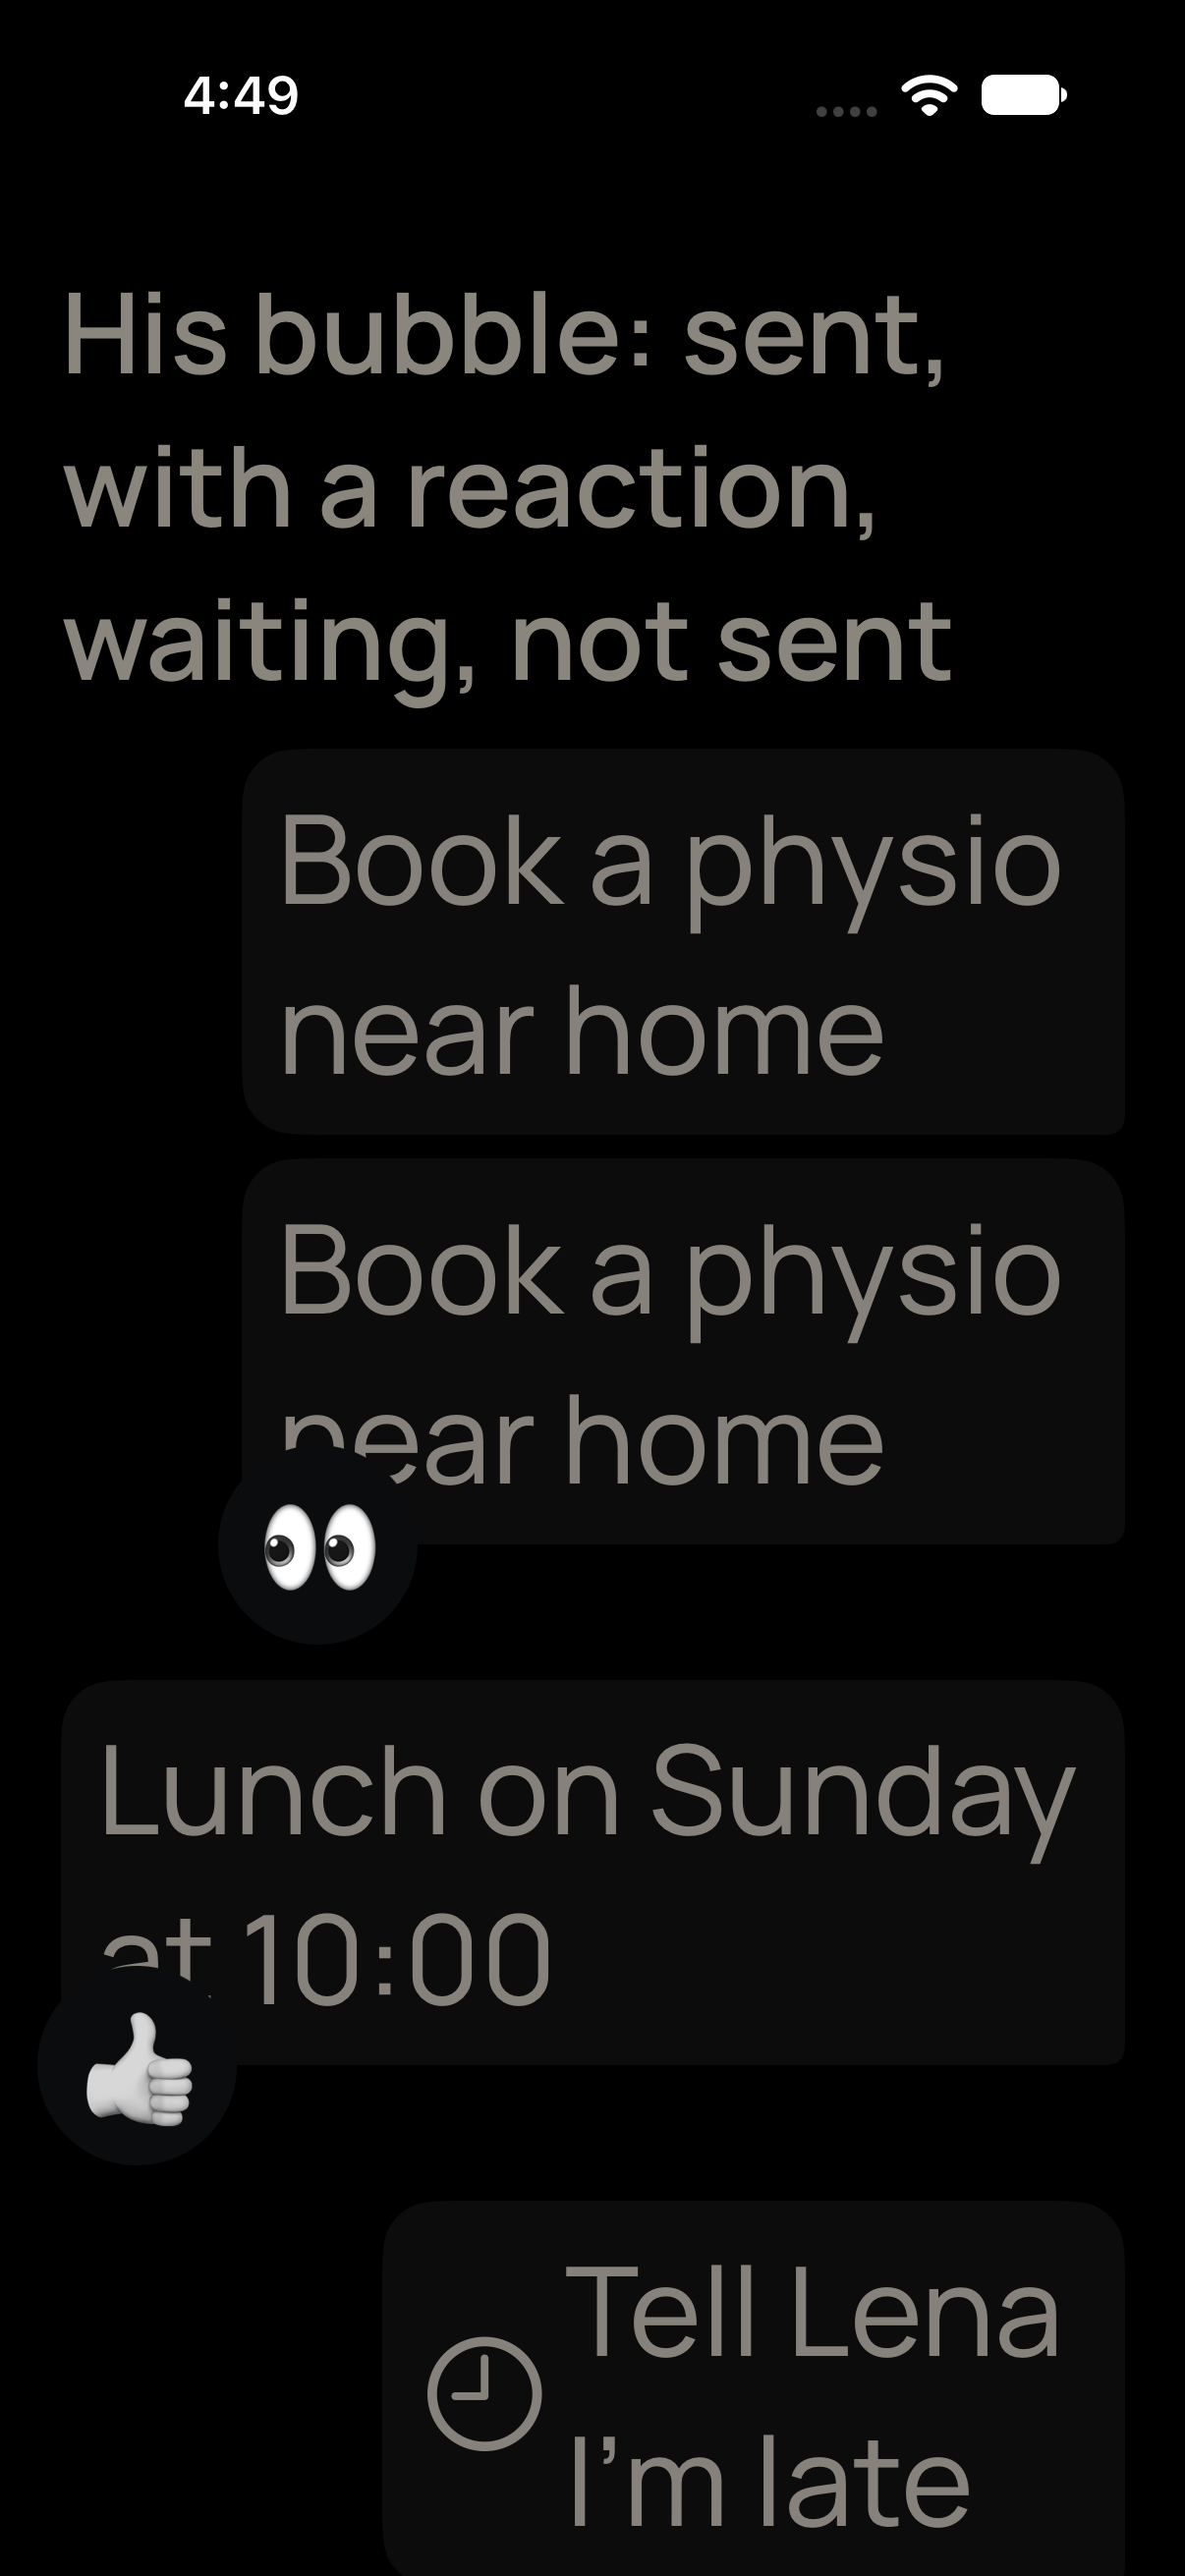 4:49
His bubble: sent,
with a reaction,
waiting, not sent
Book a physio
near home
Book a physio
near home
Lunch on Sunday
at 10:00
Tell Lena
I’m late